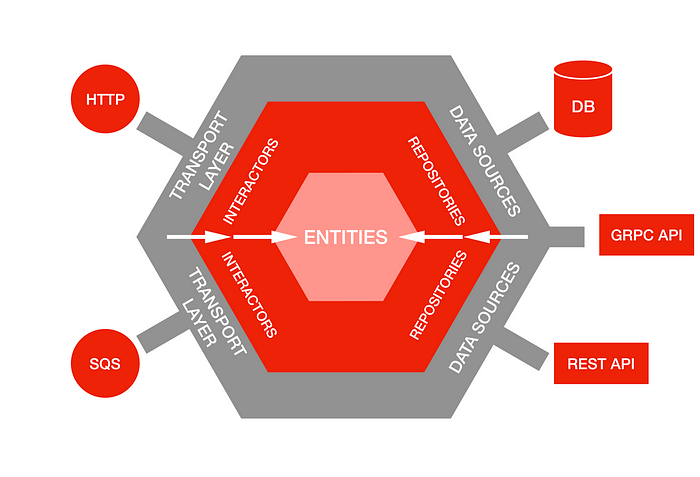 HTTP
TRANSPORT
LAYER
INTERACTORS
REPOSITORIES
DATA SOURCES
DB
ENTITIES
GRPC API
TRANSPORT
LAYER
INTERACTORS
REPOSITORIES
DATA SOURCES
SQS
REST API